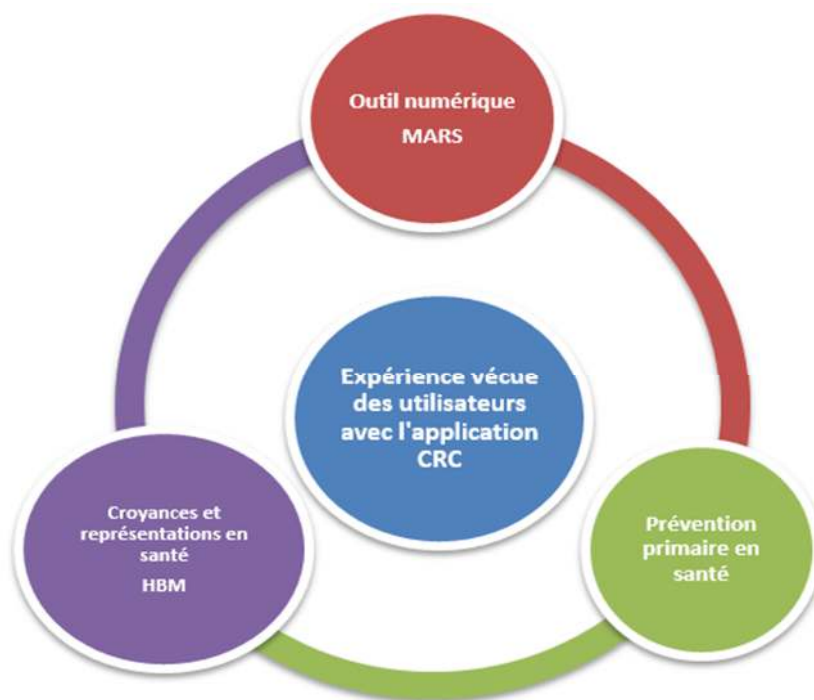 Outil numérique
MARS
Expérience vécue
des utilisateurs
avec l'application
CRC
Croyances et
représentations en
santé
HBM
Prévention
primaire en
santé